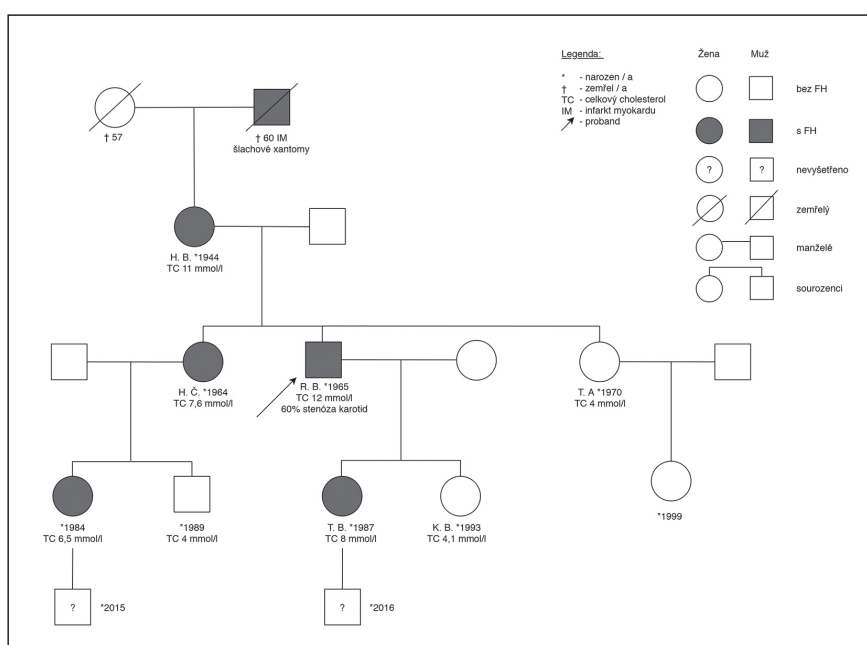 Legenda:
* - narozen / a
† - zemřel / a
TC - celkový cholesterol
IM - infarkt myokardu
- proband
Žena Muž
bez FH
s FH
? ? nevyšetřeno
zemřelý
manželé
sourozenci
† 57
† 60 IM
šlachové xantomy
H. B. *1944
TC 11 mmol/l
H. Č. *1964
TC 7,6 mmol/l
R. B. *1965
TC 12 mmol/l
60% stenóza karotid
T. A *1970
TC 4 mmol/l
*1984
TC 6,5 mmol/l
*1989
TC 4 mmol/l
T. B. *1987
TC 8 mmol/l
K. B. *1993
TC 4,1 mmol/l
*1999
? *2015
? *2016